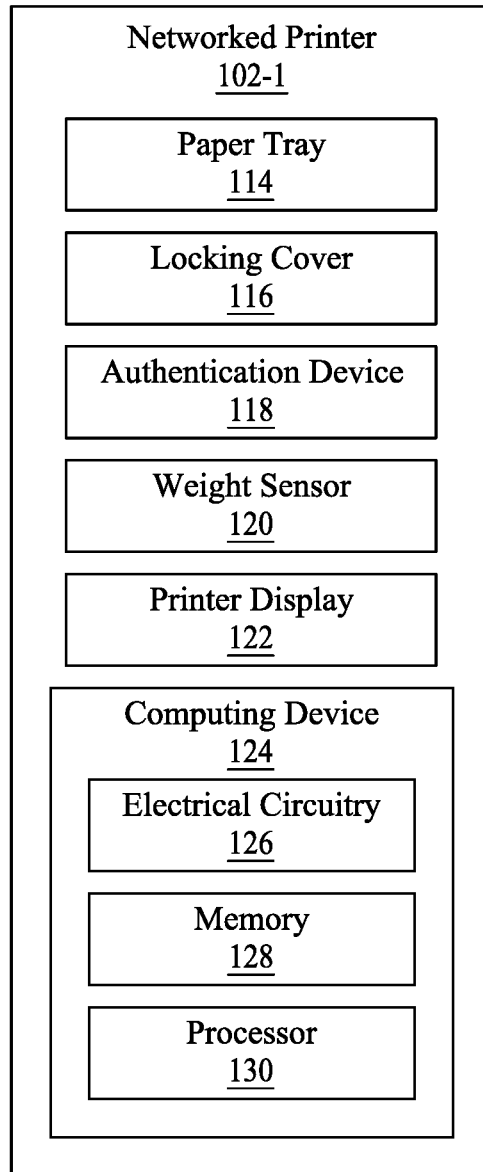 Networked Printer
102-1
Paper Tray
114
Locking Cover
116
Authentication Device
118
Weight Sensor
120
Printer Display
122
Computing Device
124
Electrical Circuitry
126
Memory
128
Processor
130